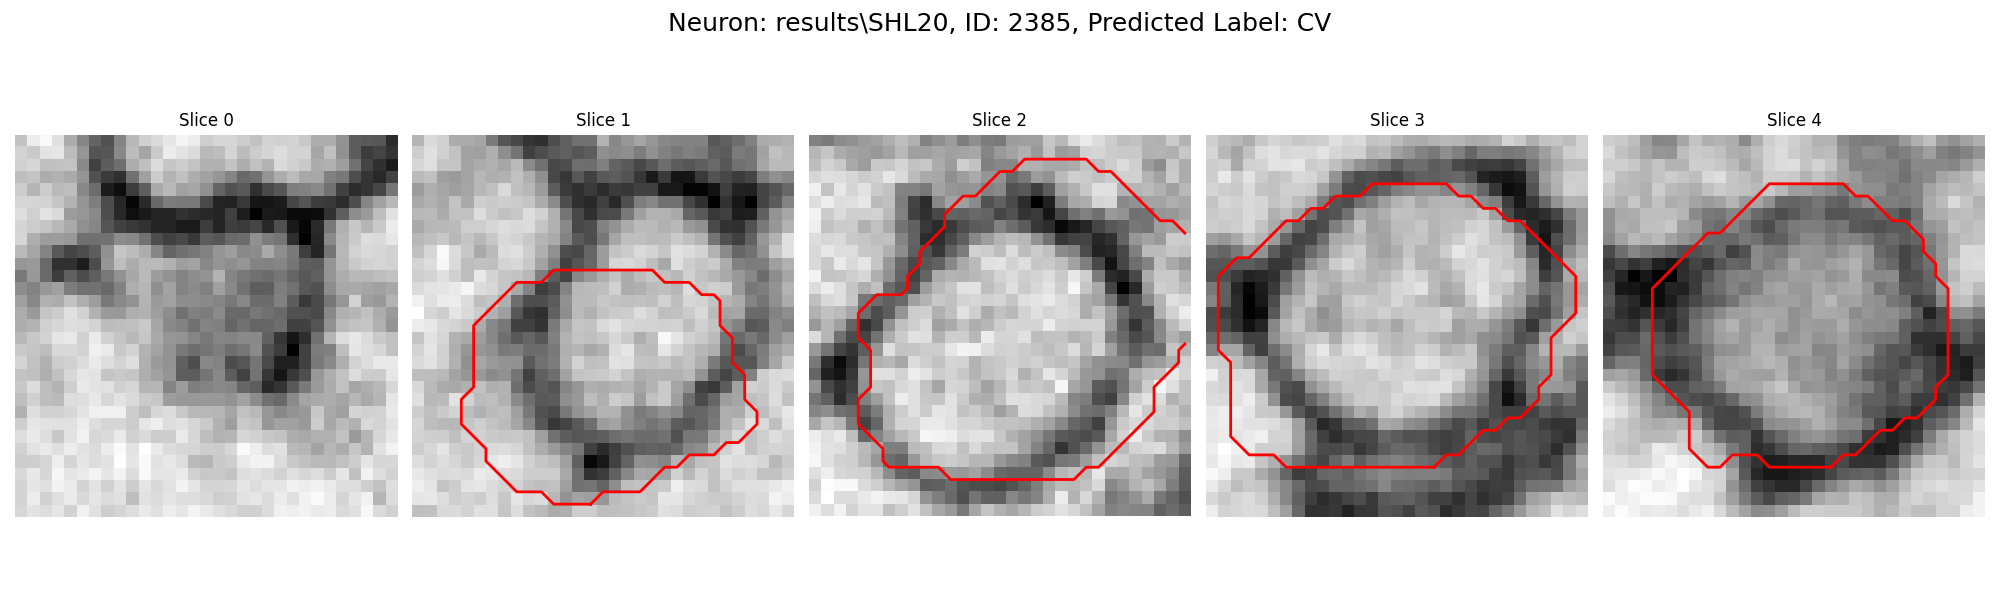 Neuron: results\SHL20, ID: 2385, Predicted Label: CV
Slice 0
Slice 1
Slice 2
Slice 3
Slice 4